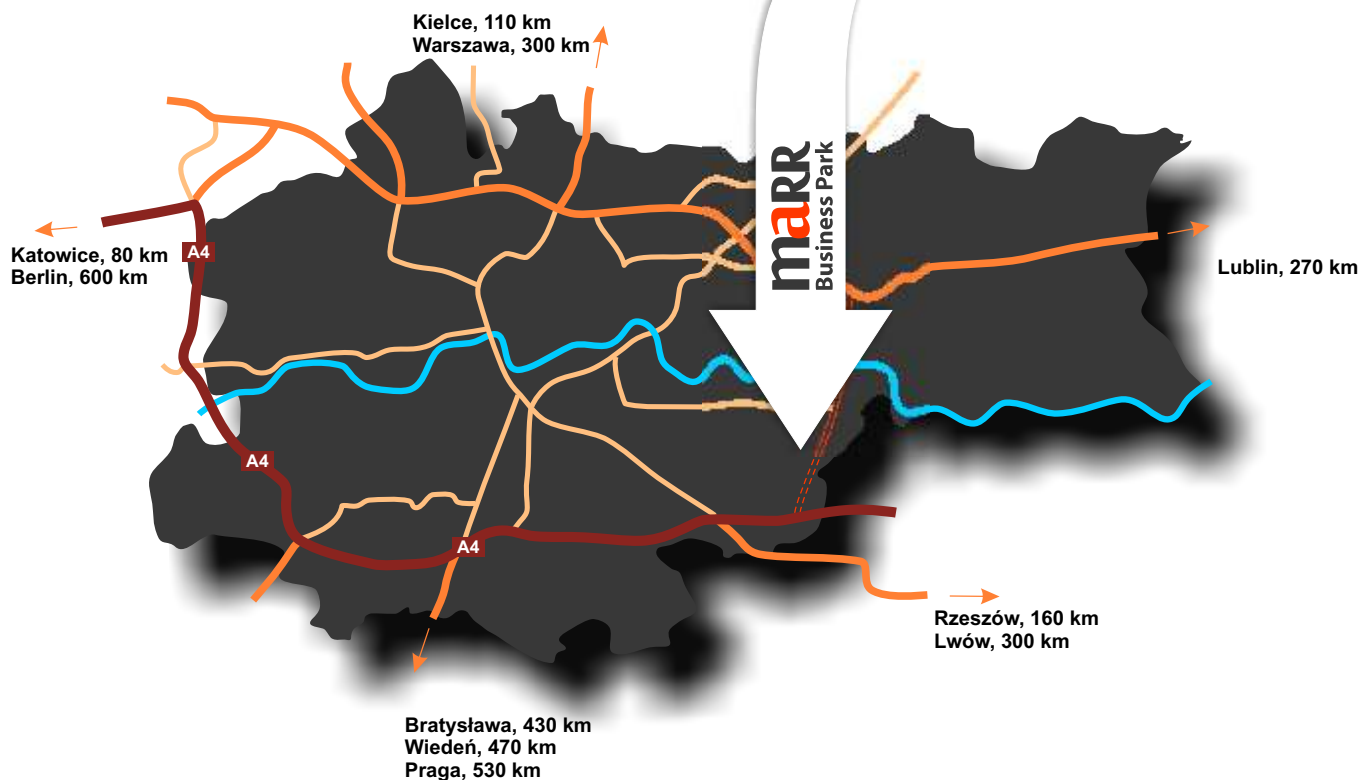 Kielce, 110 km
Warszawa, 300 km
maRR
Business Park
A4
Katowice, 80 km
Berlin, 600 km
Lublin, 270 km
A4
A4
Rzeszów, 160 km
Lwów, 300 km
Bratysława, 430 km
Wiedeń, 470 km
Praga, 530 km